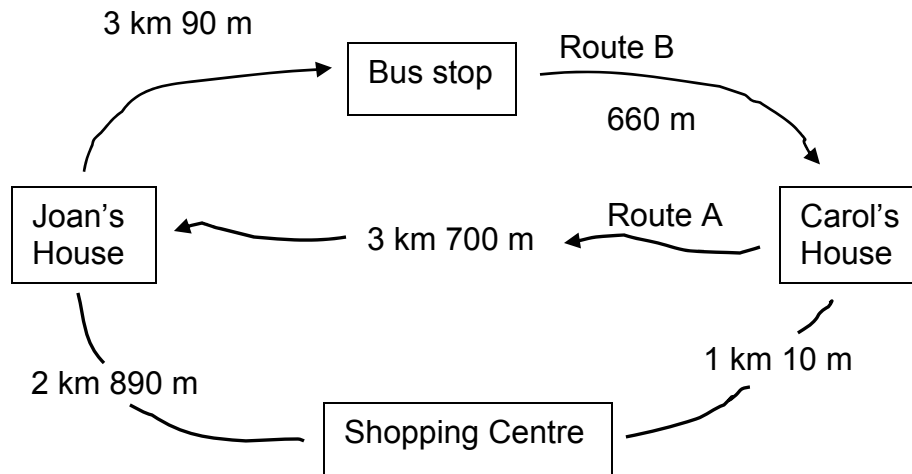 3 km 90 m
Route B
Bus stop
660 m
Joan's
House
Route A
3 km 700 m
Carol's
House
2 km 890 m
1 km 10 m
Shopping Centre